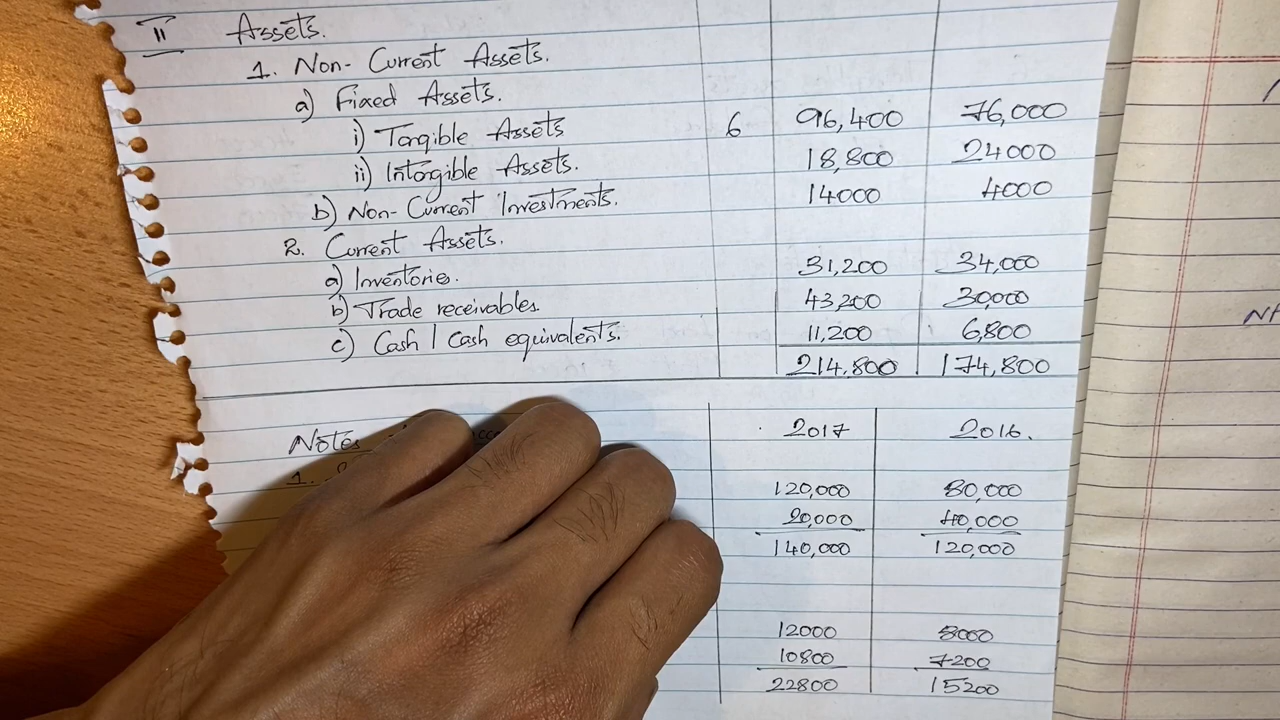 II Assets.
1. Non-Current Assets.
a) Fixed Assets.
i) Tangible Assets 6 96,400 76,000
ii) Intangible Assets. 18,800 24000
b) Non-Current Investments. 14000 4000
2. Current Assets.
a) Inventories. 31,200 34,000
b) Trade receivables 43,200 30,000
c) Cash / Cash equivalents. 11,200 6,800
214,800 174,800
Notes 2017 2016.
1.
120,000 80,000
20,000 40,000
140,000 120,000
12000 8000
10800 7200
22800 15200